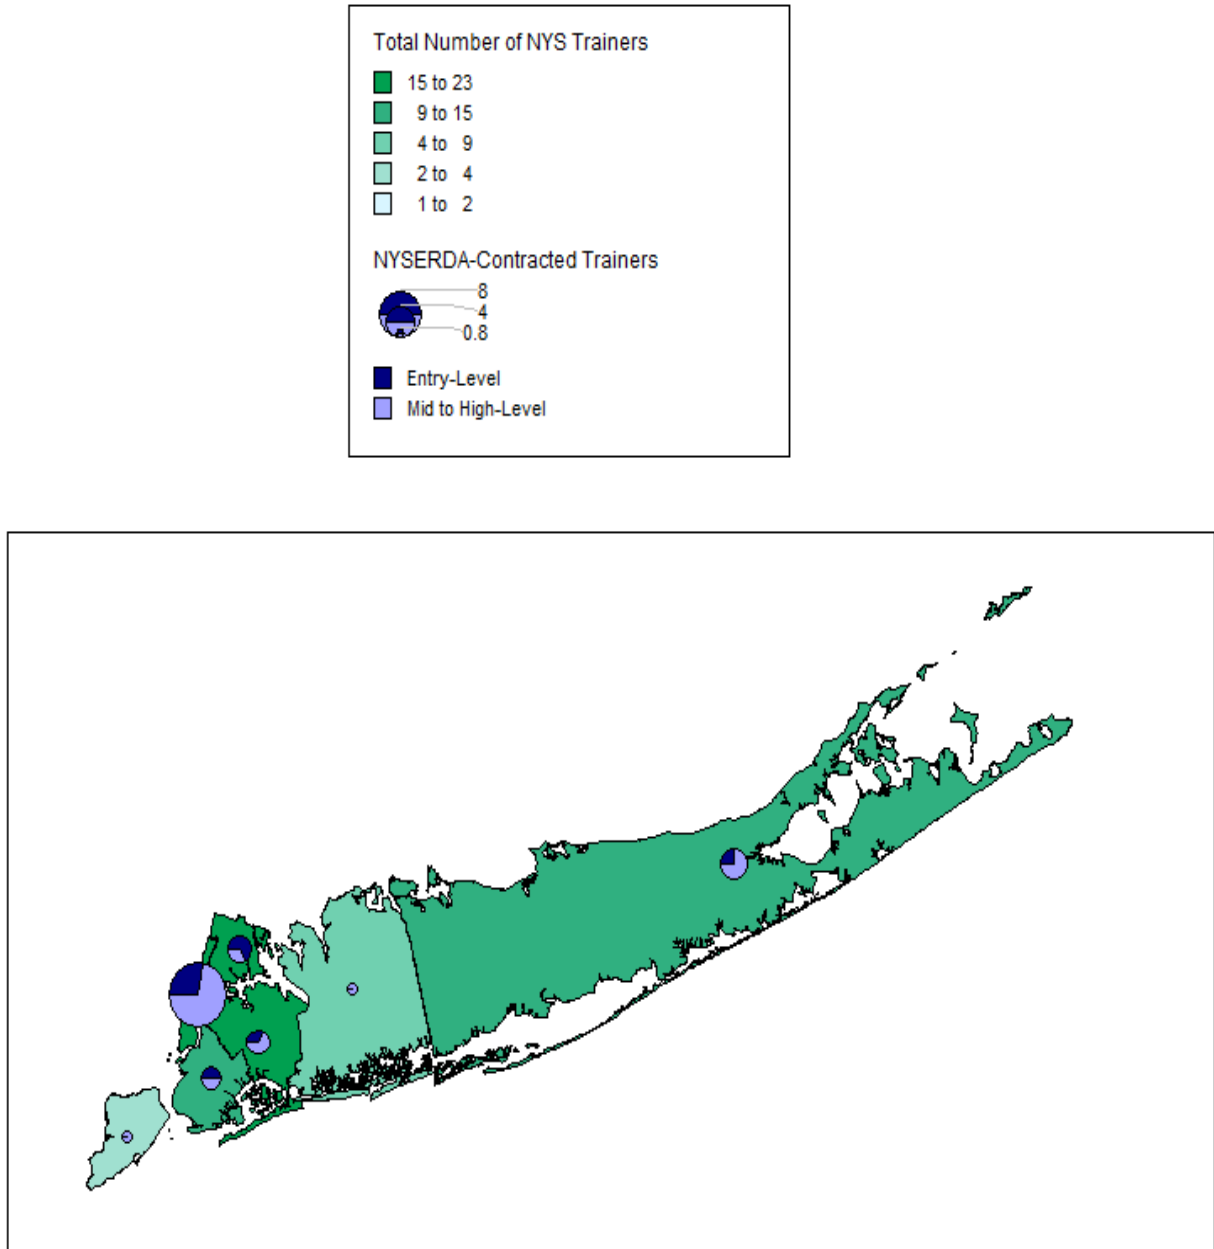 Total Number of NYS Trainers
15 to 23
9 to 15
4 to 9
2 to 4
1 to 2
NYSERDA-Contracted Trainers
8
4
0.8
Entry-Level
Mid to High-Level